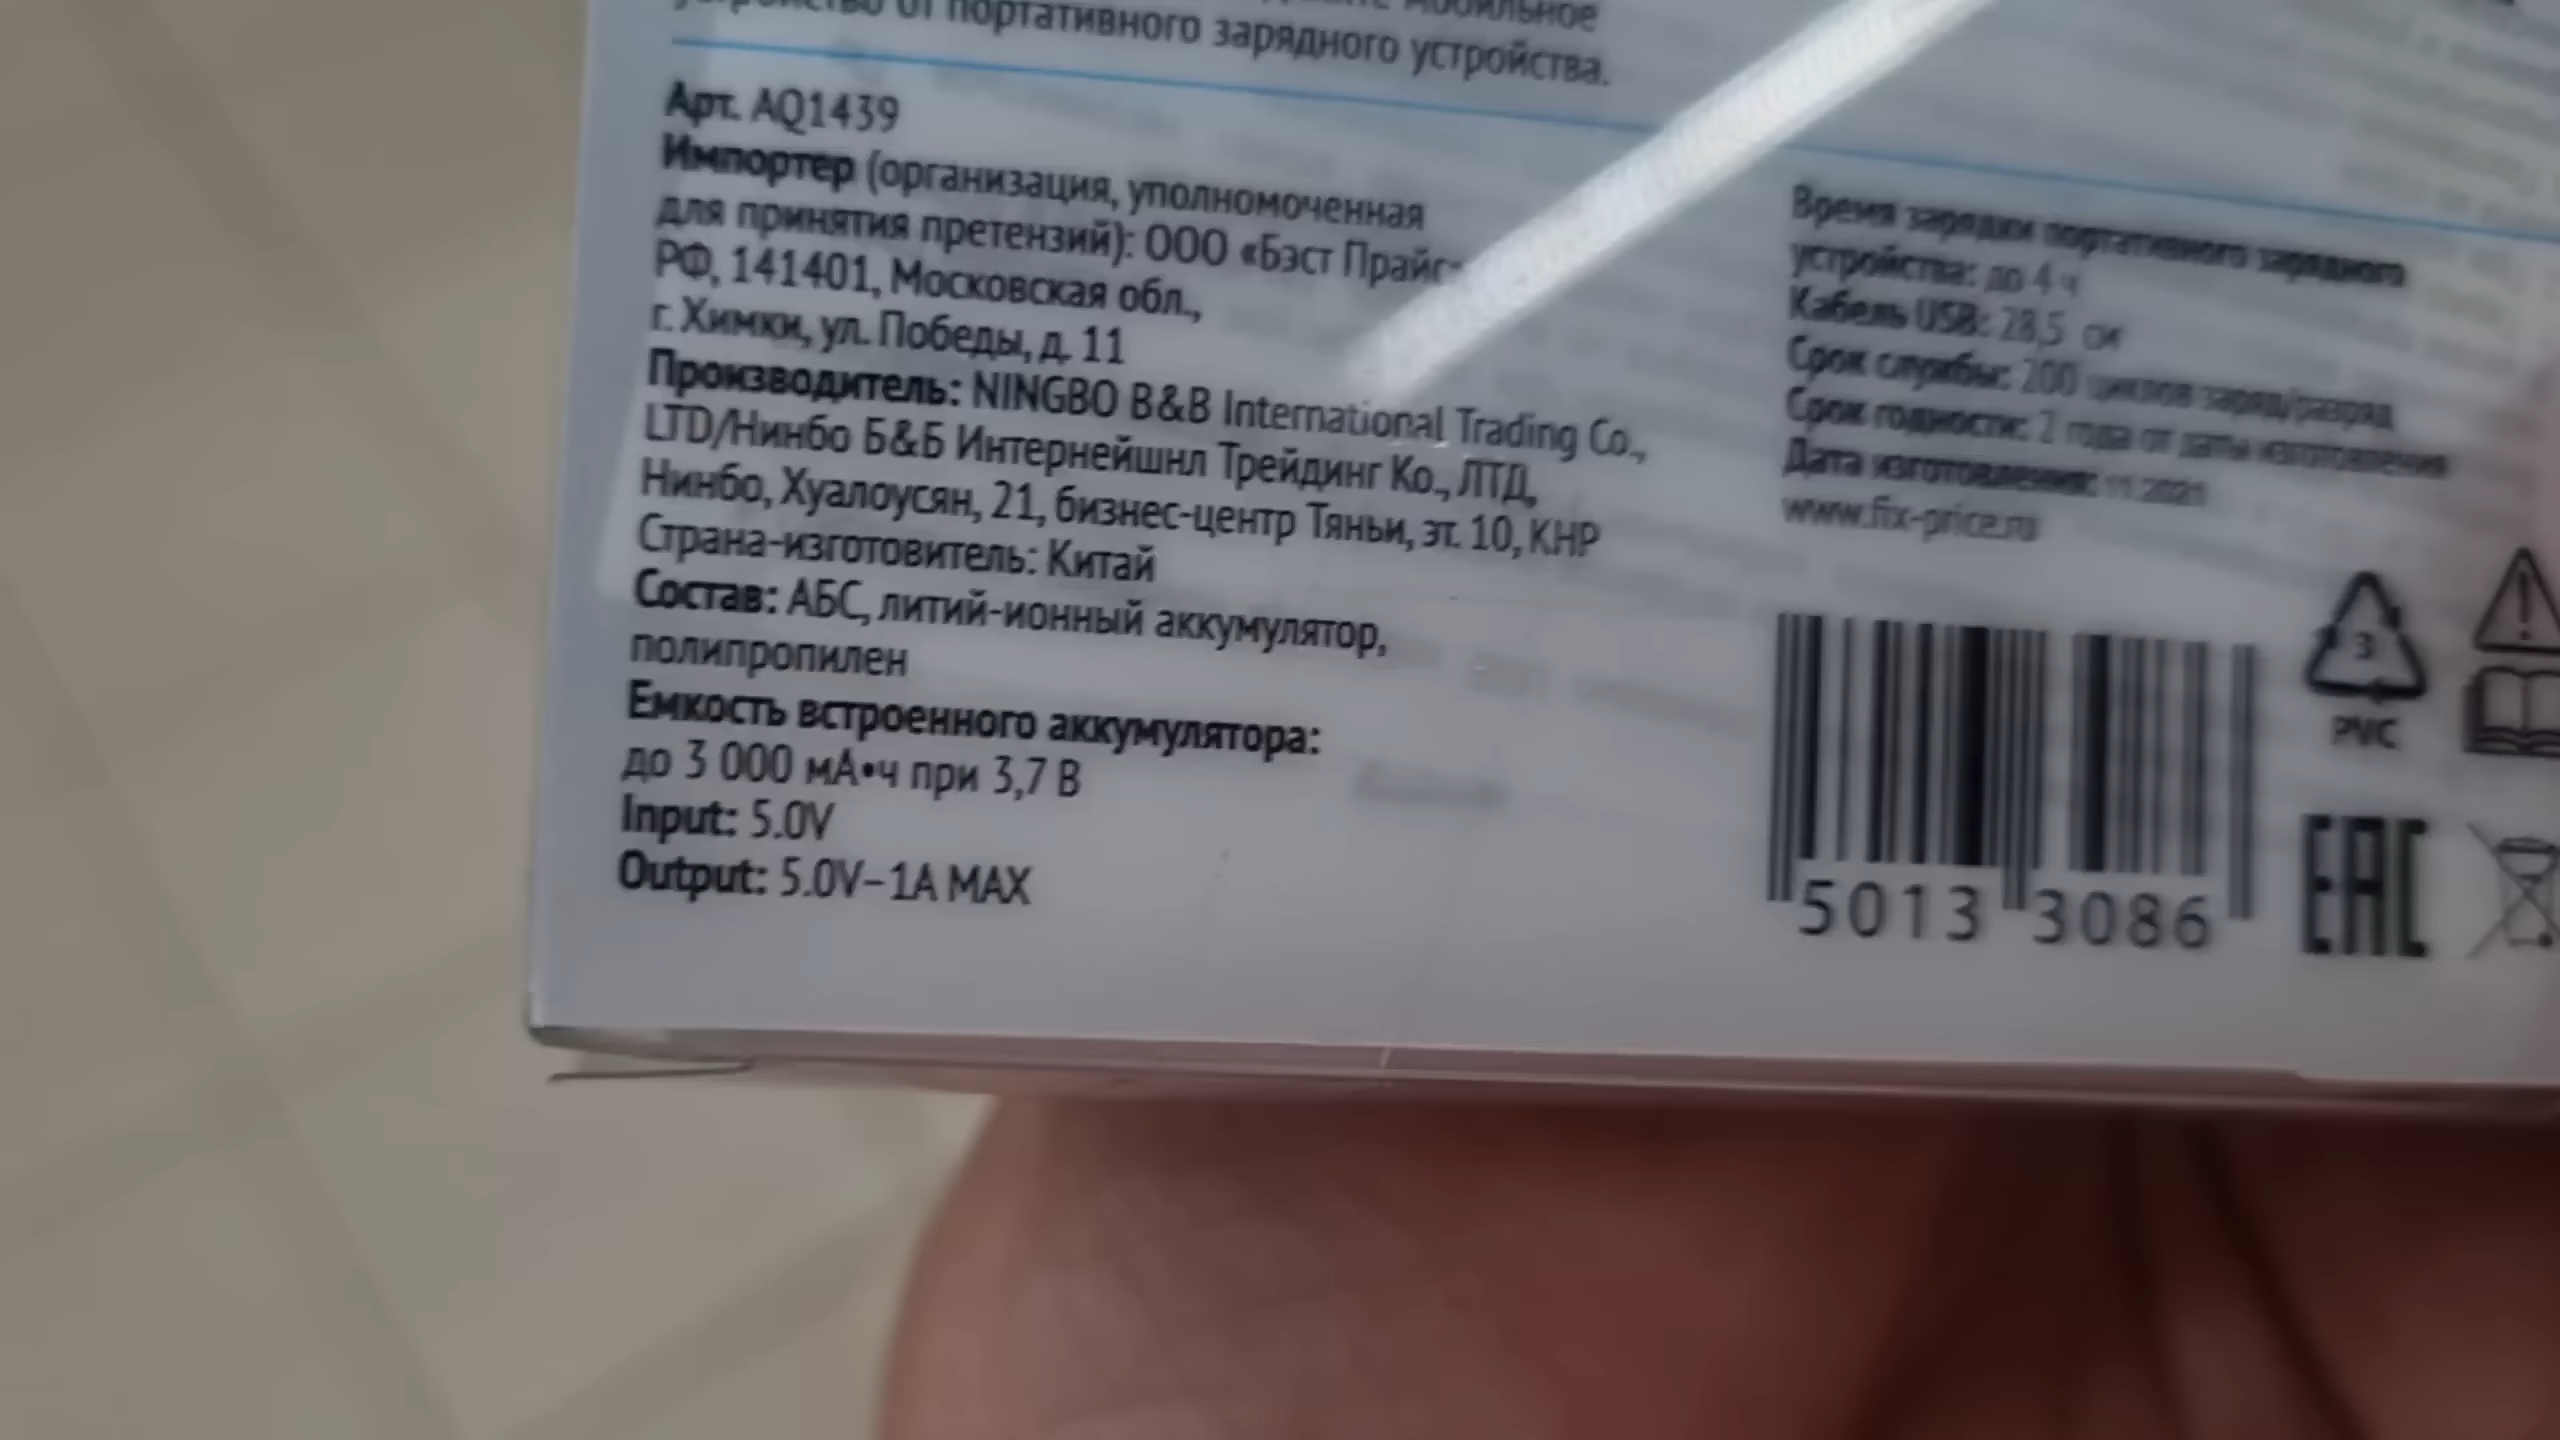 мобильное
устройство от портативного зарядного устройства.
Арт. AQ1439
Импортер (организация, уполномоченная
для принятия претензий): ООО «Бэст Прайс
РФ, 141401, Московская обл.,
г. Химки, ул. Победы, д. 11
Производитель: NINGBO B&B International Trading Co.,
LTD/Нинбо Б&Б Интернейшнл Трейдинг Ко., ЛТД,
Нинбо, Хуалоусян, 21, бизнес-центр Тяньи, эт. 10, КНР
Страна-изготовитель: Китай
Состав: АБС, литий-ионный аккумулятор,
полипропилен
Емкость встроенного аккумулятора:
до 3 000 мА•ч при 3,7 В
Input: 5.0V
Output: 5.0V–1A MAX
Время зарядки портативного зарядного
устройства: до 4 ч
Кабель USB: 28,5 см
Срок службы: 200 циклов заряд/разряд
Срок годности: 2 года от даты изготовления
Дата изготовления: 11.2021
www.fix-price.ru
3
PVC
5013 3086
EAC